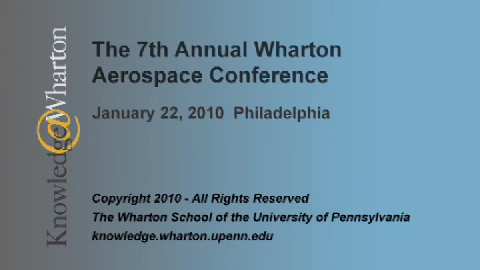 The 7th Annual Wharton
Aerospace Conference
January 22, 2010 Philadelphia
Knowledge@Wharton
Copyright 2010 - All Rights Reserved
The Wharton School of the University of Pennsylvania
knowledge.wharton.upenn.edu